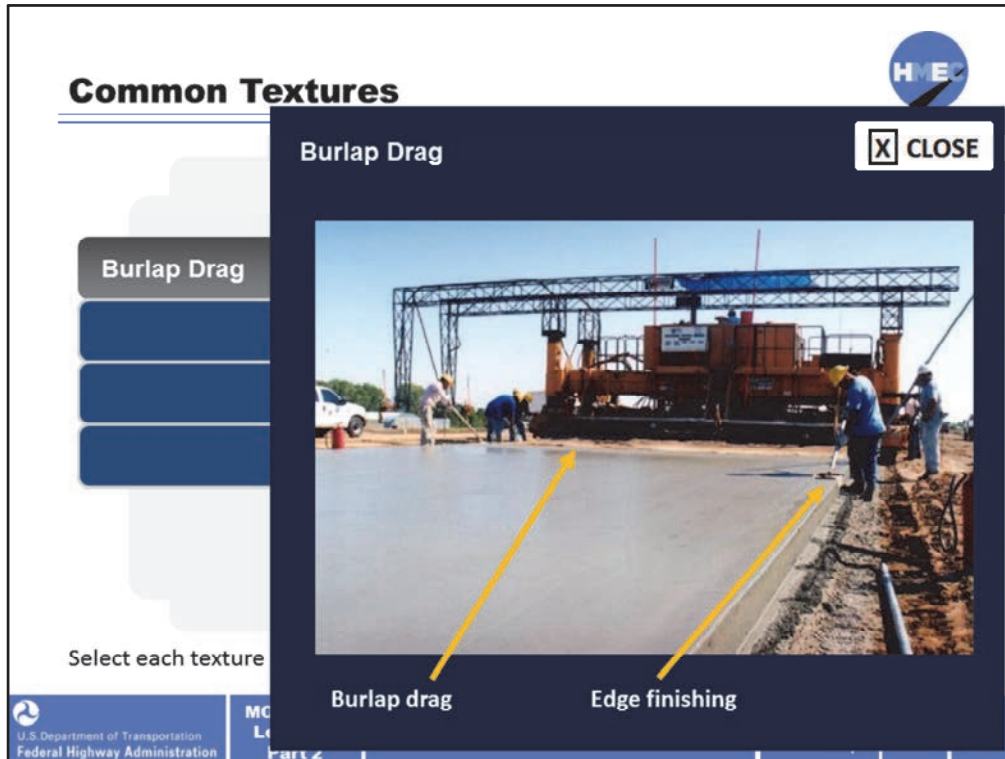 Common Textures
HMEC
Burlap Drag
X CLOSE
Burlap Drag
Burlap drag
Edge finishing
Select each texture
U.S.Department of Transportation
Federal Highway Administration
Part 2